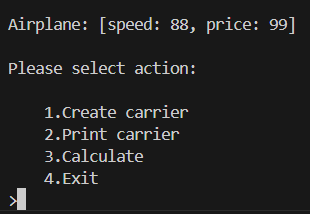 Airplane: [speed: 88, price: 99]
Please select action:
1.Create carrier
2.Print carrier
3.Calculate
4.Exit
>